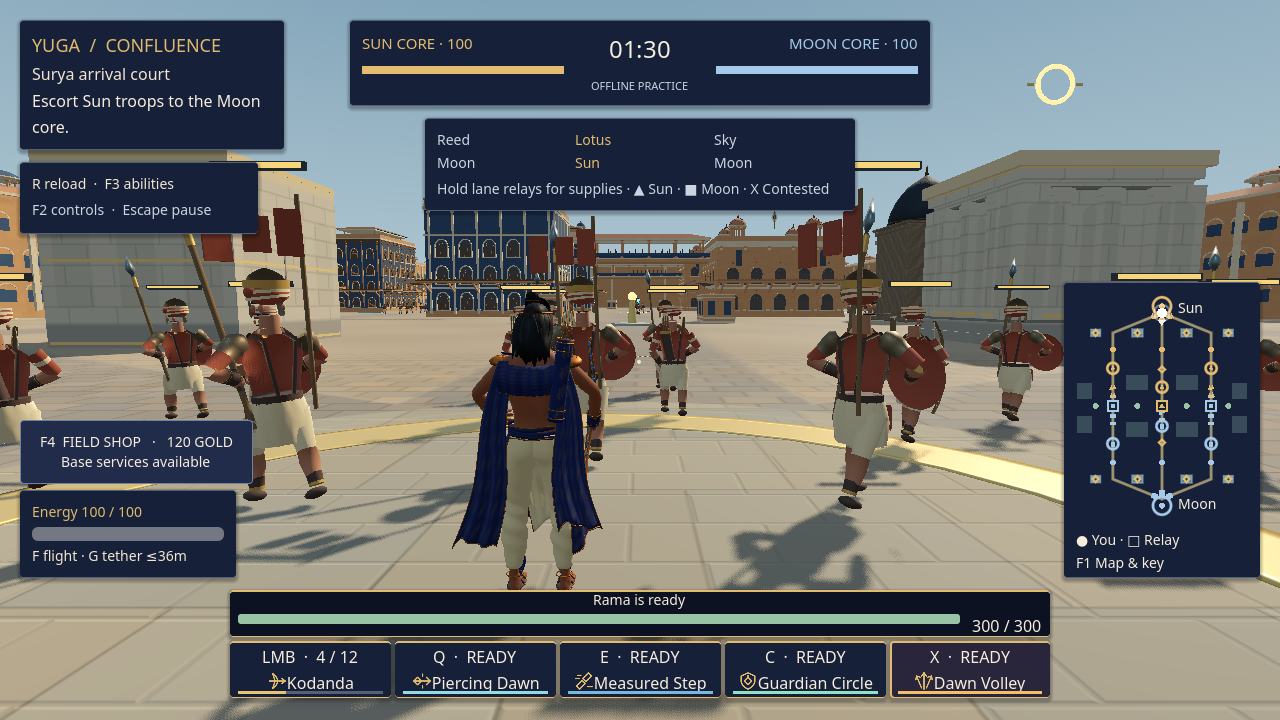 YUGA / CONFLUENCE
Surya arrival court
Escort Sun troops to the Moon
core.
R reload · F3 abilities
F2 controls · Escape pause
SUN CORE · 100
01:30
MOON CORE · 100
OFFLINE PRACTICE
Reed Lotus Sky
Moon Sun Moon
Hold lane relays for supplies · ▲ Sun · ■ Moon · X Contested
F4 FIELD SHOP · 120 GOLD
Base services available
Energy 100 / 100
F flight · G tether ≤36m
Sun
Moon
● You · □ Relay
F1 Map & key
Rama is ready
300 / 300
LMB · 4 / 12
Kodanda
Q · READY
Piercing Dawn
E · READY
Measured Step
C · READY
Guardian Circle
X · READY
Dawn Volley